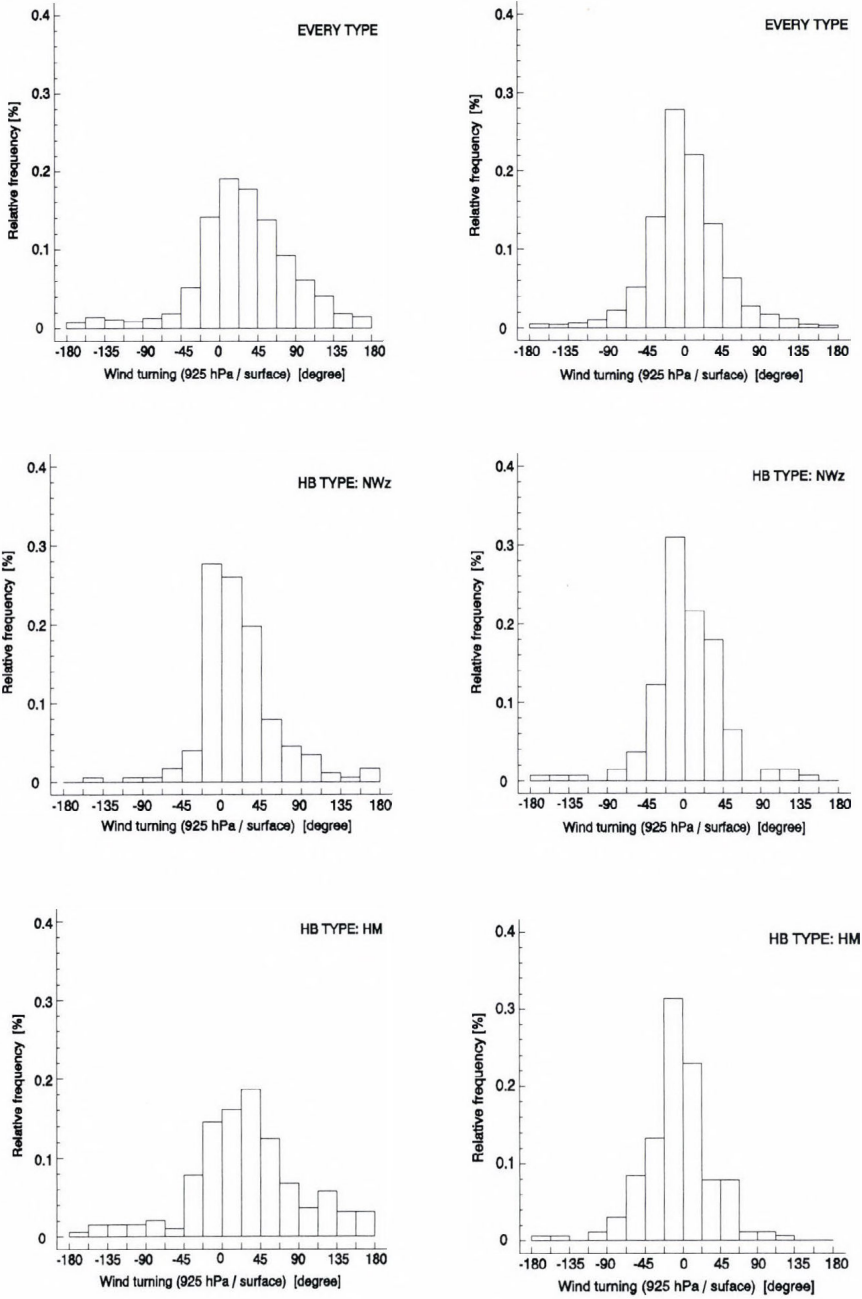 EVERY TYPE
Relative frequency [%]
0.4
0.3
0.2
0.1
0
-180 -135 -90 -45 0 45 90 135 180
Wind turning (925 hPa / surface) [degree]
EVERY TYPE
Relative frequency [%]
0.4
0.3
0.2
0.1
0
-180 -135 -90 -45 0 45 90 135 180
Wind turning (925 hPa / surface) [degree]
HB TYPE: NWz
Relative frequency [%]
0.4
0.3
0.2
0.1
0
-180 -135 -90 -45 0 45 90 135 180
Wind turning (925 hPa / surface) [degree]
HB TYPE: NWz
Relative frequency [%]
0.4
0.3
0.2
0.1
0
-180 -135 -90 -45 0 45 90 135 180
Wind turning (925 hPa / surface) [degree]
HB TYPE: HM
Relative frequency [%]
0.4
0.3
0.2
0.1
0
-180 -135 -90 -45 0 45 90 135 180
Wind turning (925 hPa / surface) [degree]
HB TYPE: HM
Relative frequency [%]
0.4
0.3
0.2
0.1
0
-180 -135 -90 -45 0 45 90 135 180
Wind turning (925 hPa / suface) [degree]